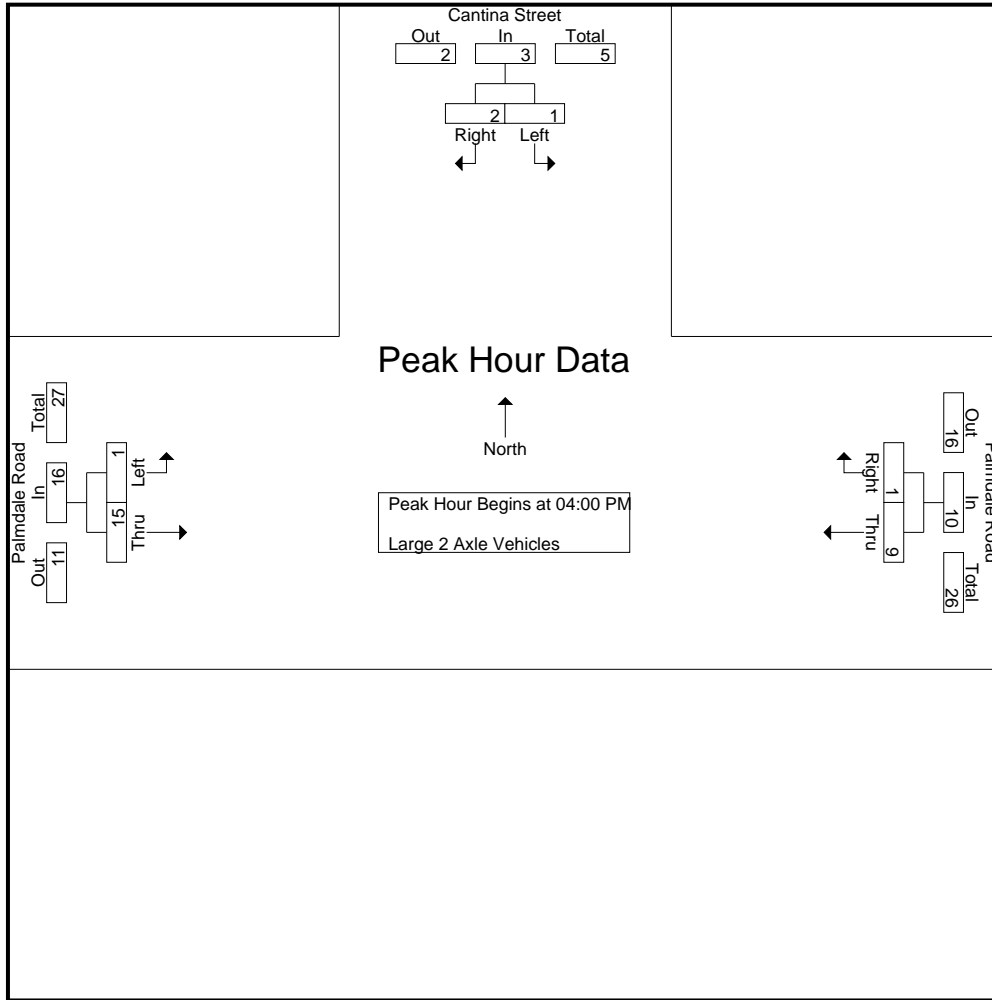 Cantina Street
Out In Total
2 3 5
2 1
Right Left
Peak Hour Data
North
Peak Hour Begins at 04:00 PM
Large 2 Axle Vehicles
Palmdale Road
Out In Total
11 16 27
1 15
Left Thru
Palmdale Road
Out In Total
16 10 26
Right Thru
1 9